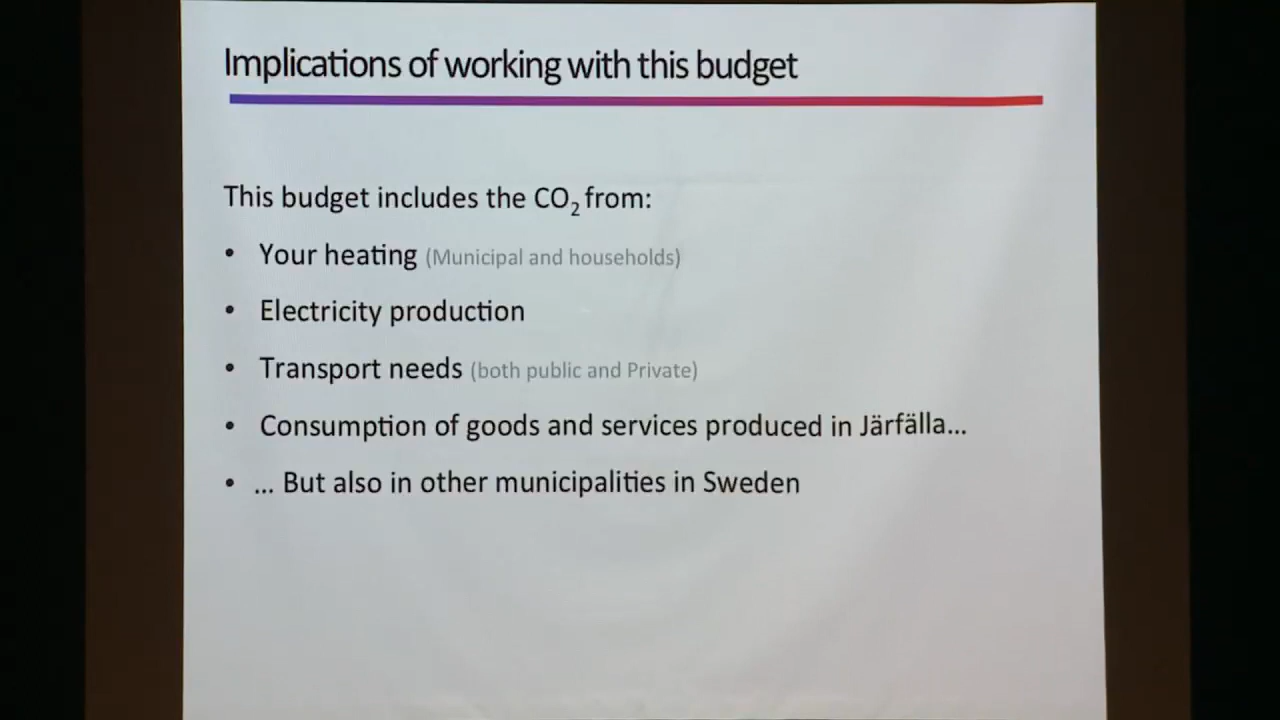 Implications of working with this budget
This budget includes the CO₂ from:
• Your heating (Municipal and households)
• Electricity production
• Transport needs (both public and Private)
• Consumption of goods and services produced in Järfälla...
• ... But also in other municipalities in Sweden